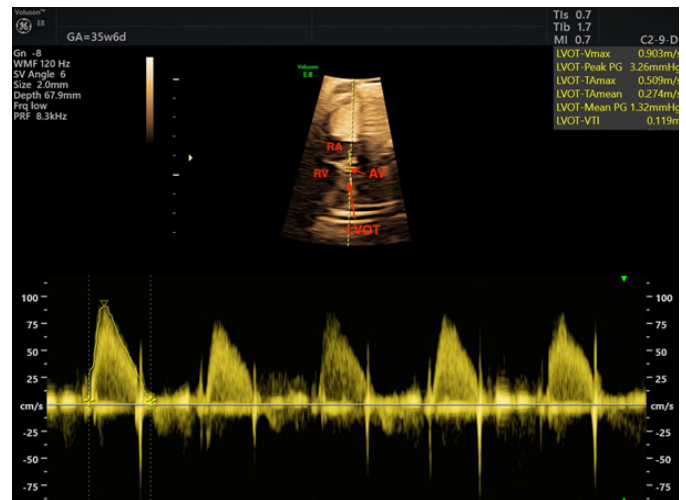 Voluson™
E8
GA=35w6d
TIs 0.7
TIb 1.7
MI 0.7
C2-9-D
Gn -8
WMF 120 Hz
SV Angle 6
Size 2.0mm
Depth 67.9mm
Frq low
PRF 8.3kHz
Voluson
E8
LVOT-Vmax 0.903m/s
LVOT-Peak PG 3.26mmHg
LVOT-TAmax 0.509m/s
LVOT-TAmean 0.274m/s
LVOT-Mean PG 1.32mmHg
LVOT-VTI 0.119m
RA
RV
AV
LVOT
100
75
50
25
cm/s
-25
-50
-75
100
75
50
25
cm/s
-25
-50
-75